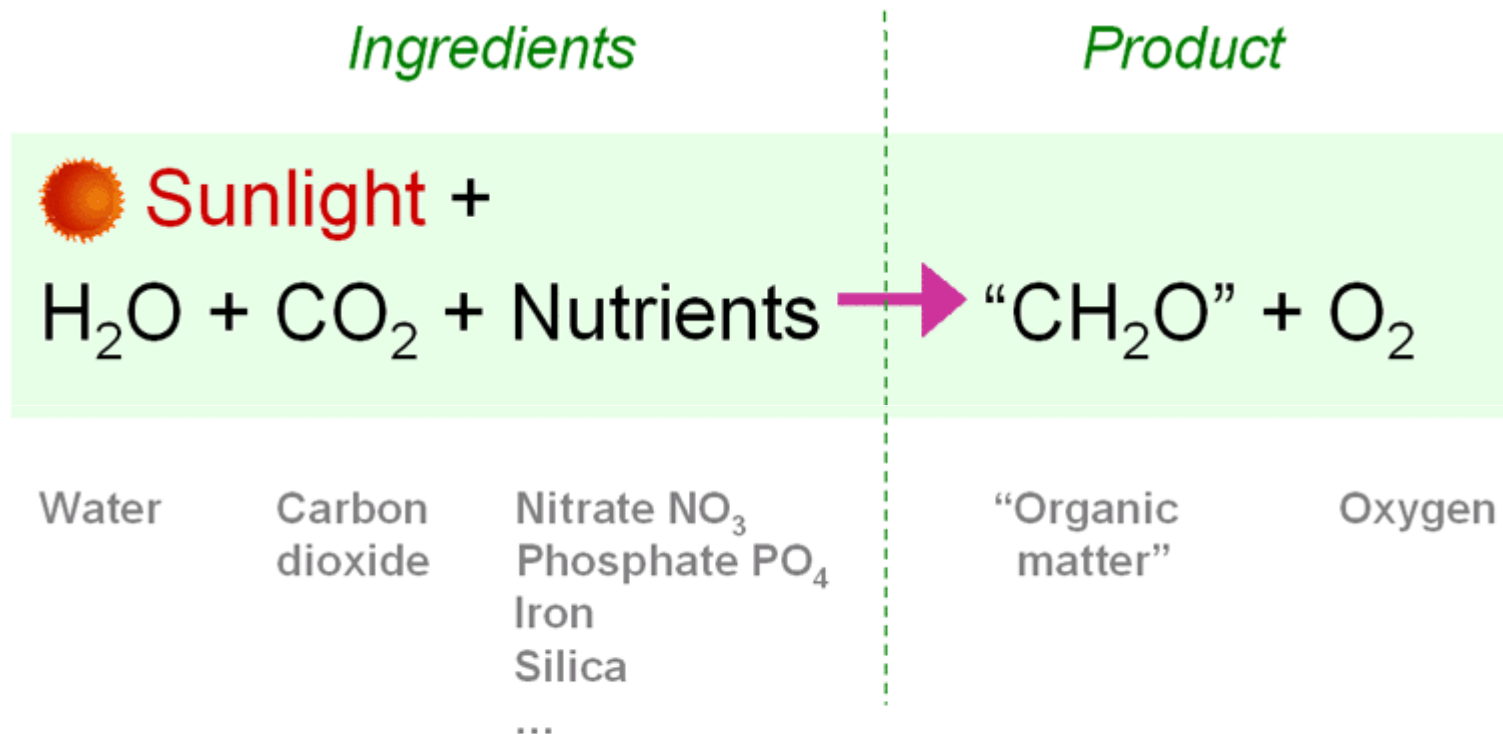 Ingredients Product
Sunlight +
H₂O + CO₂ + Nutrients “CH₂O” + O₂
Water Carbon dioxide Nitrate NO₃ “Organic matter” Oxygen
Phosphate PO₄
Iron
Silica
...